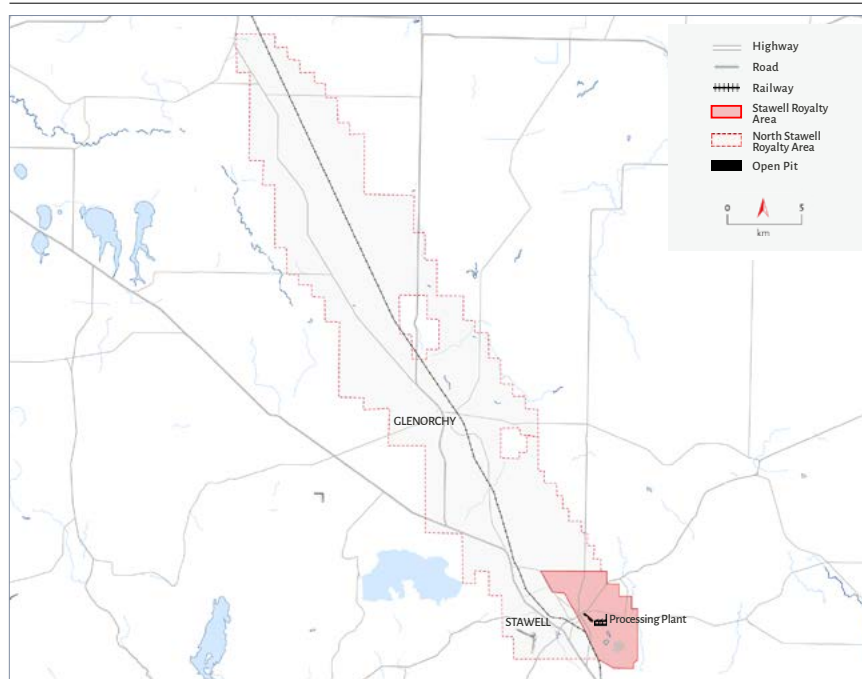 Highway
Road
Railway
Stawell Royalty
Area
North Stawell
Royalty Area
Open Pit
0 5
km
GLENORCHY
STAWELL
Processing Plant